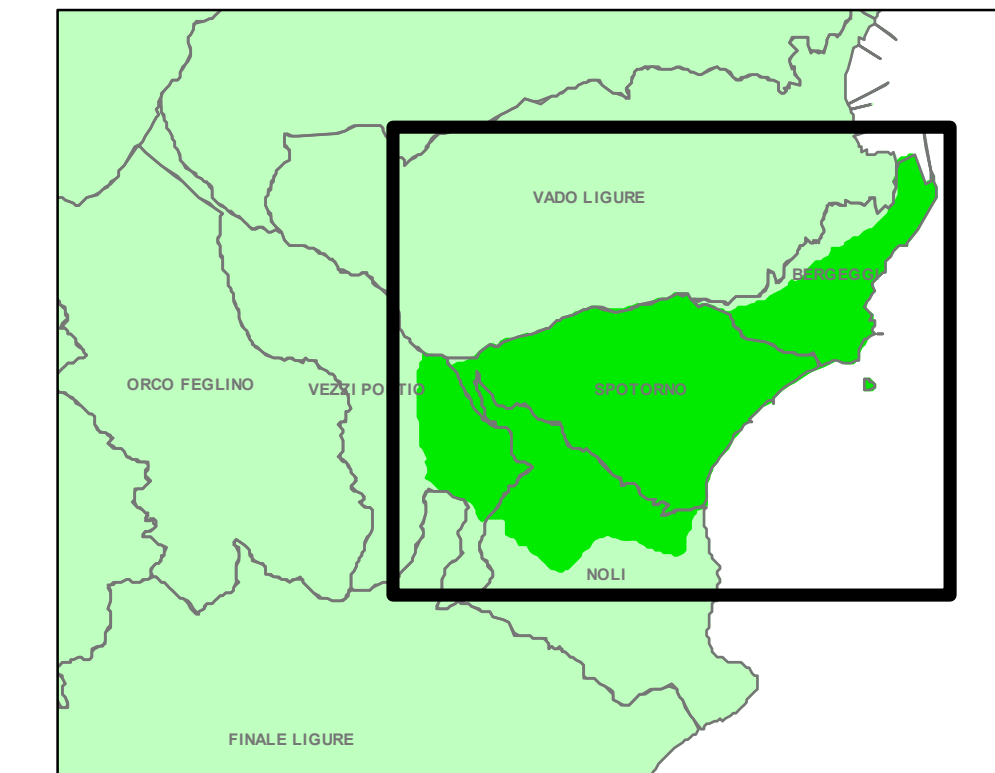 VADO LIGURE
BERGEGGI
ORCO FEGLINO
VEZZI PORTIO
SPOTORNO
NOLI
FINALE LIGURE